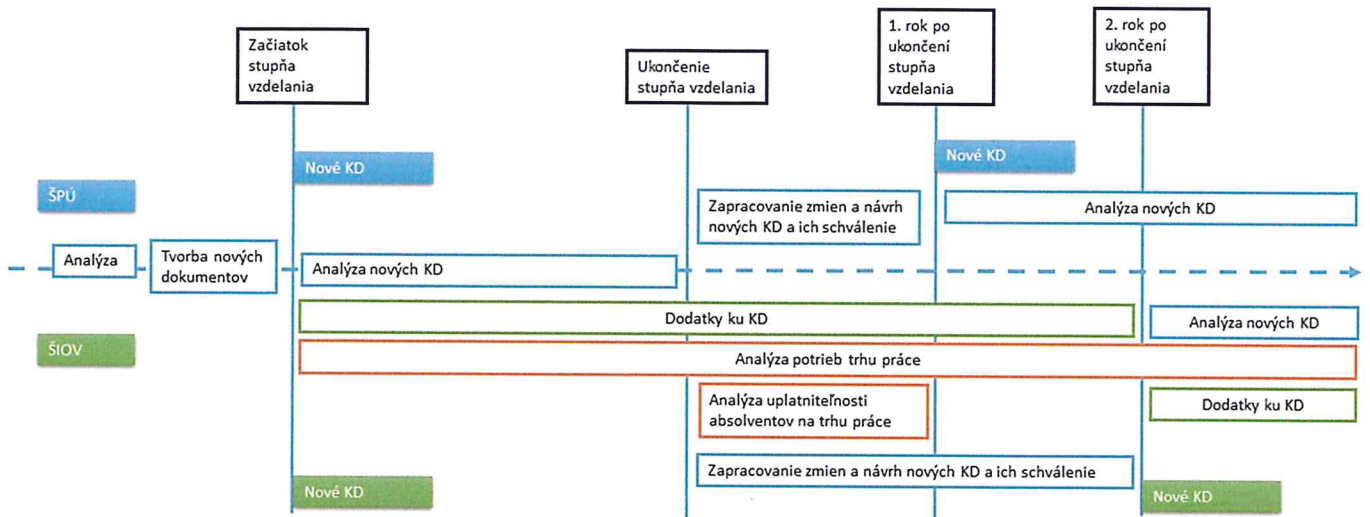 Začiatok
stupňa
vzdelania
Ukončenie
stupňa vzdelania
1. rok po
ukončení
stupňa
vzdelania
2. rok po
ukončení
stupňa
vzdelania
Nové KD
Nové KD
ŠPÚ
Zapracovanie zmien a návrh
nových KD a ich schválenie
Analýza nových KD
Analýza
Tvorba nových
dokumentov
Analýza nových KD
Dodatky ku KD
Analýza nových KD
ŠIOV
Analýza potrieb trhu práce
Analýza uplatniteľnosti
absolventov na trhu práce
Dodatky ku KD
Zapracovanie zmien a návrh nových KD a ich schválenie
Nové KD
Nové KD